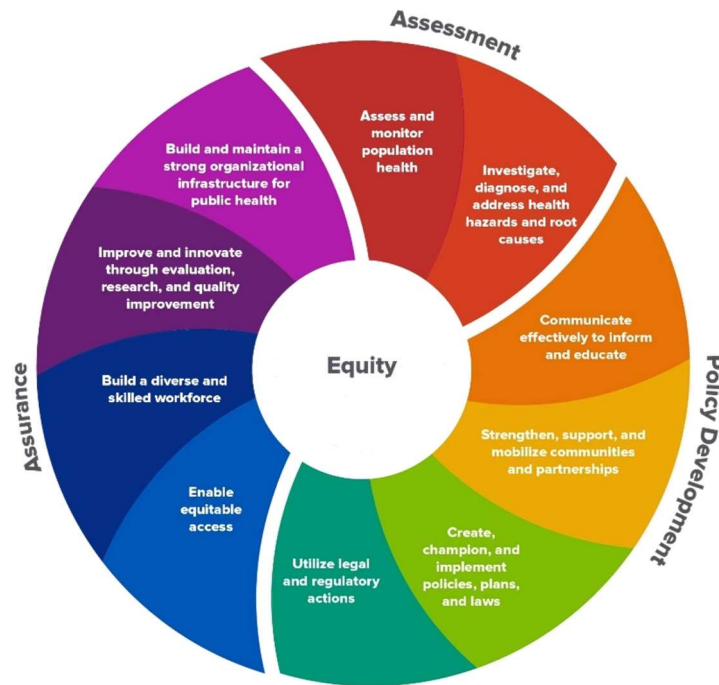 Assessment
Assess and
monitor
population
health
Investigate,
diagnose, and
address health
hazards and root
causes
Policy Development
Communicate
effectively to inform
and educate
Strengthen, support, and
mobilize communities
and partnerships
Create,
champion, and
implement
policies, plans,
and laws
Utilize legal
and regulatory
actions
Assurance
Enable
equitable
access
Build a diverse and
skilled workforce
Improve and innovate
through evaluation,
research, and quality
improvement
Build and maintain a
strong organizational
infrastructure for
public health
Equity